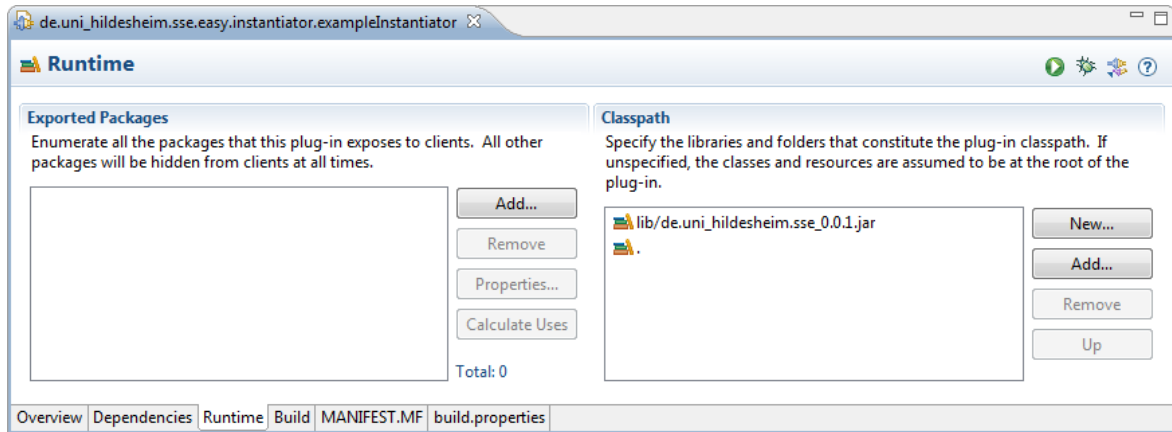 de.uni_hildesheim.sse.easy.instantiator.exampleInstantiator
Runtime
Exported Packages
Enumerate all the packages that this plug-in exposes to clients. All other
packages will be hidden from clients at all times.
Add...
Remove
Properties...
Calculate Uses
Total: 0
Classpath
Specify the libraries and folders that constitute the plug-in classpath. If
unspecified, the classes and resources are assumed to be at the root of the
plug-in.
lib/de.uni_hildesheim.sse_0.0.1.jar
.
New...
Add...
Remove
Up
Overview Dependencies Runtime Build MANIFEST.MF build.properties